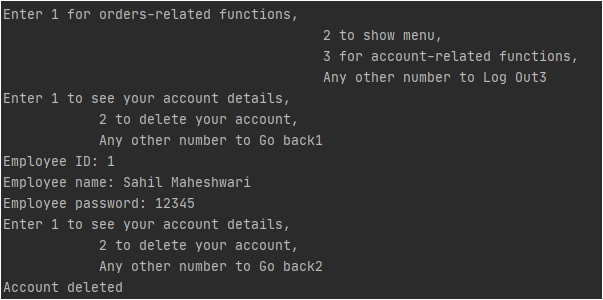 Enter 1 for orders-related functions,
2 to show menu,
3 for account-related functions,
Any other number to Log Out3
Enter 1 to see your account details,
2 to delete your account,
Any other number to Go back1
Employee ID: 1
Employee name: Sahil Maheshwari
Employee password: 12345
Enter 1 to see your account details,
2 to delete your account,
Any other number to Go back2
Account deleted